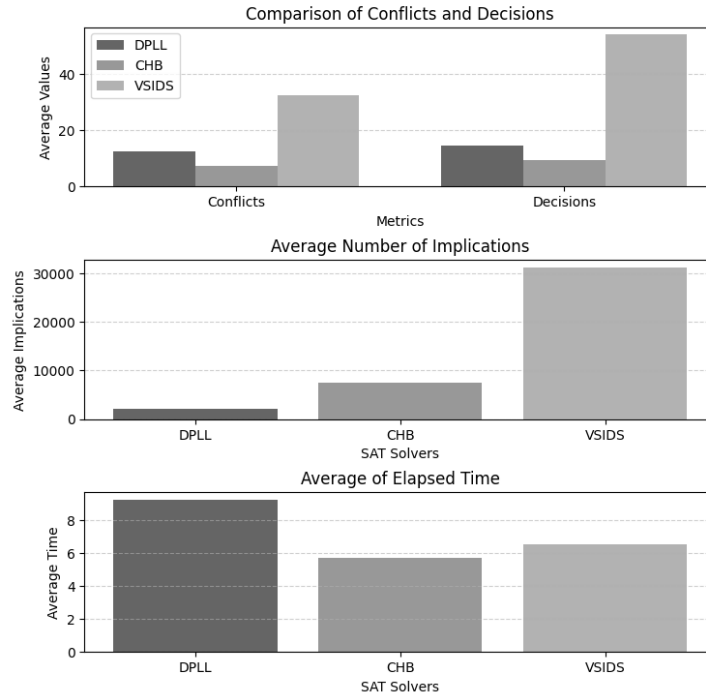 Comparison of Conflicts and Decisions
DPLL
CHB
VSIDS
Average Values
40
20
0
Conflicts
Decisions
Metrics
Average Number of Implications
Average Implications
30000
20000
10000
0
DPLL
CHB
VSIDS
SAT Solvers
Average of Elapsed Time
Average Time
8
6
4
2
0
DPLL
CHB
VSIDS
SAT Solvers